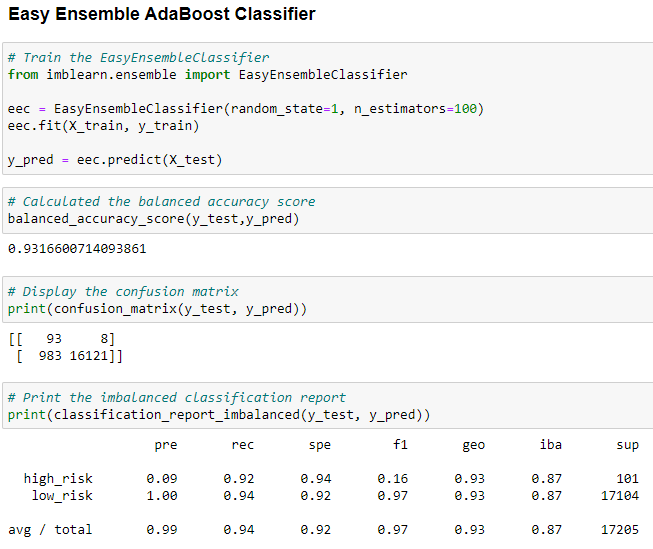 Easy Ensemble AdaBoost Classifier
# Train the EasyEnsembleClassifier
from imblearn.ensemble import EasyEnsembleClassifier
eec = EasyEnsembleClassifier(random_state=1, n_estimators=100)
eec.fit(X_train, y_train)
y_pred = eec.predict(X_test)
# Calculated the balanced accuracy score
balanced_accuracy_score(y_test,y_pred)
0.9316600714093861
# Display the confusion matrix
print(confusion_matrix(y_test, y_pred))
[[   93     8]
 [  983 16121]]
# Print the imbalanced classification report
print(classification_report_imbalanced(y_test, y_pred))
pre rec spe f1 geo iba sup
high_risk 0.09 0.92 0.94 0.16 0.93 0.87 101
low_risk 1.00 0.94 0.92 0.97 0.93 0.87 17104
avg / total 0.99 0.94 0.92 0.97 0.93 0.87 17205